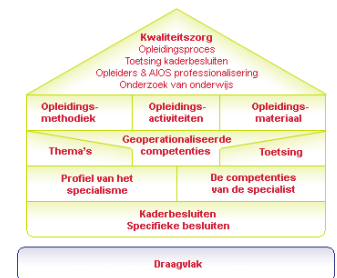 Kwaliteitszorg
Opleidingsproces
Toetsing kaderbesluiten
Opleiders & AIOS professionalisering
Onderzoek van onderwijs
Opleidings-
methodiek
Opleidings-
activiteiten
Opleidings-
materiaal
Geoperationaliseerde
competenties
Thema's
Toetsing
Profiel van het
specialisme
De competenties
van de specialist
Kaderbesluiten
Specifieke besluiten
Draagvlak